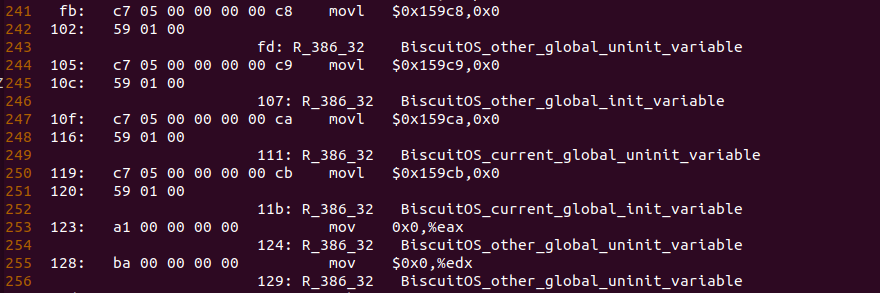 241 fb: c7 05 00 00 00 00 c8 movl $0x159c8,0x0
242 102: 59 01 00
243 fd: R_386_32 BiscuitOS_other_global_uninit_variable
244 105: c7 05 00 00 00 00 c9 movl $0x159c9,0x0
245 10c: 59 01 00
246 107: R_386_32 BiscuitOS_other_global_init_variable
247 10f: c7 05 00 00 00 00 ca movl $0x159ca,0x0
248 116: 59 01 00
249 111: R_386_32 BiscuitOS_current_global_uninit_variable
250 119: c7 05 00 00 00 00 cb movl $0x159cb,0x0
251 120: 59 01 00
252 11b: R_386_32 BiscuitOS_current_global_init_variable
253 123: a1 00 00 00 00 mov 0x0,%eax
254 124: R_386_32 BiscuitOS_other_global_uninit_variable
255 128: ba 00 00 00 00 mov $0x0,%edx
256 129: R_386_32 BiscuitOS_other_global_uninit_variable